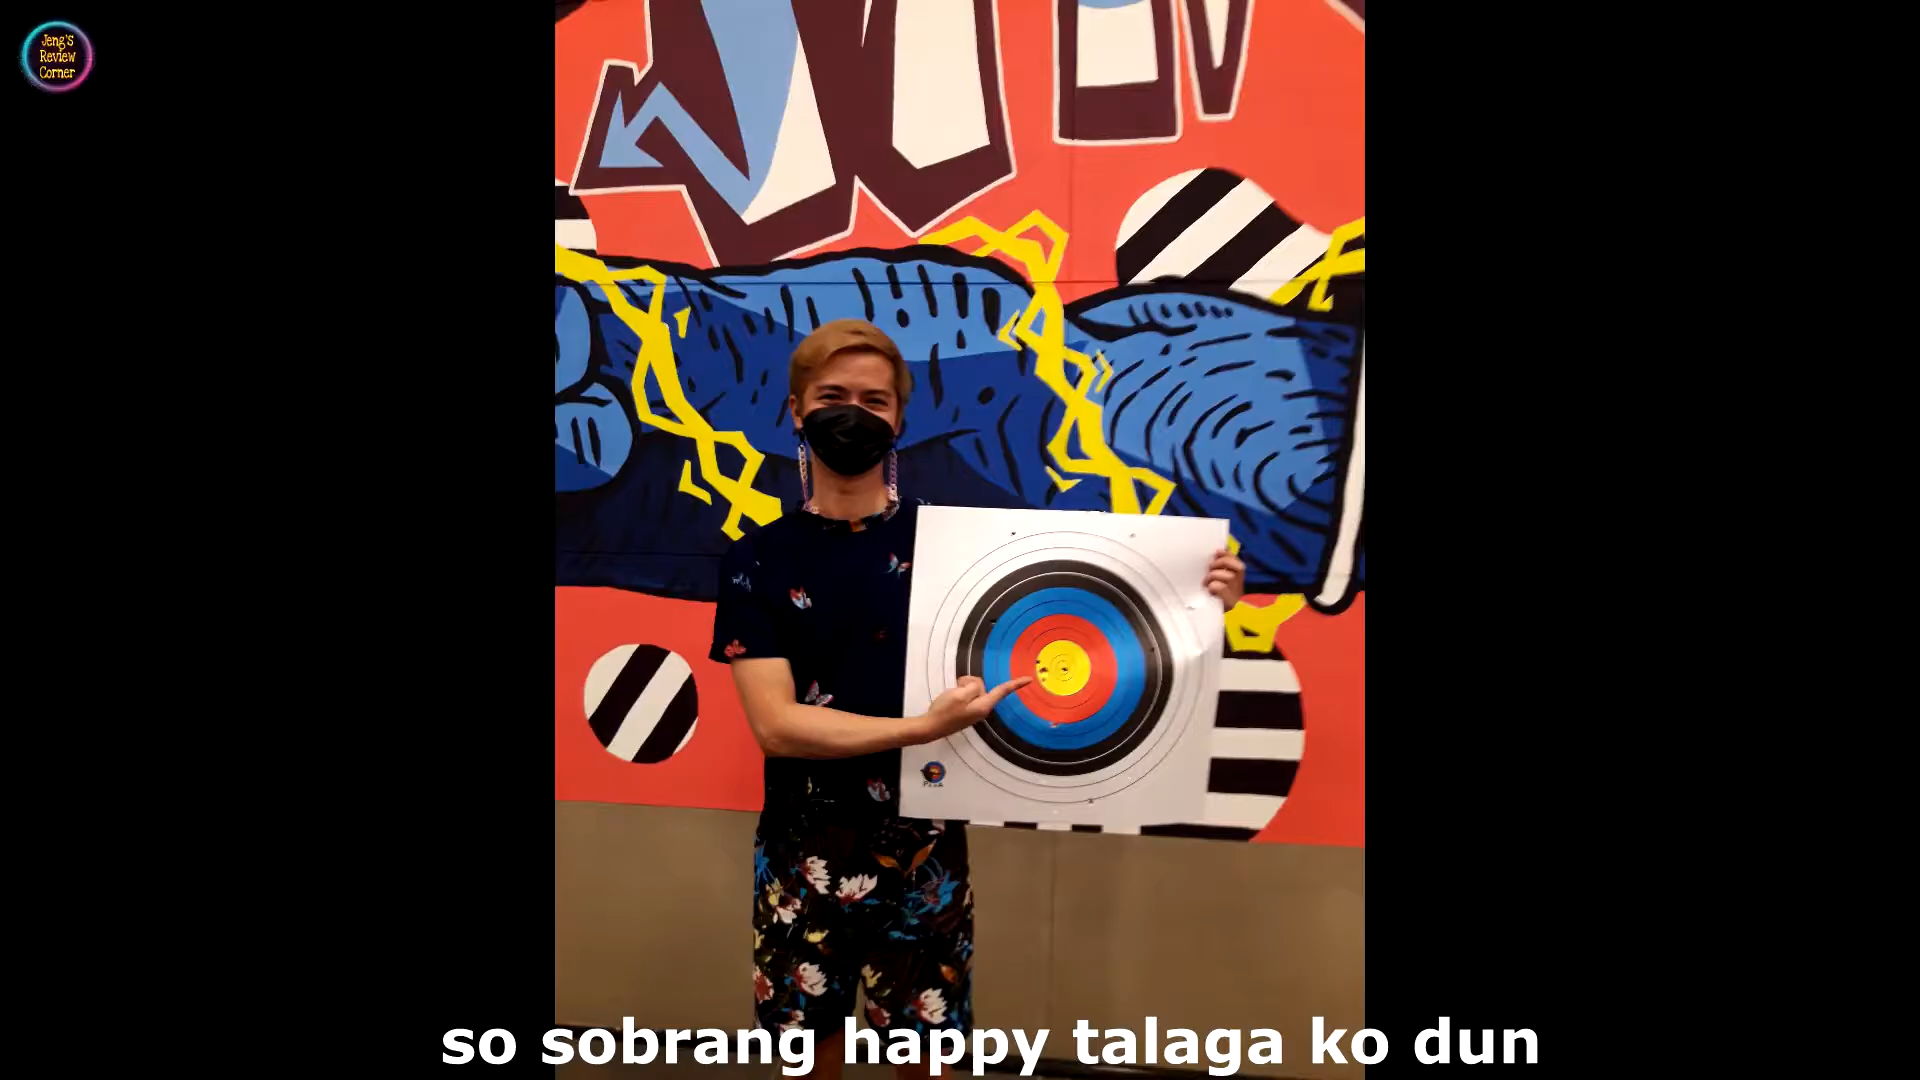 Jeng's
Review
Corner
so sobrang happy talaga ko dun